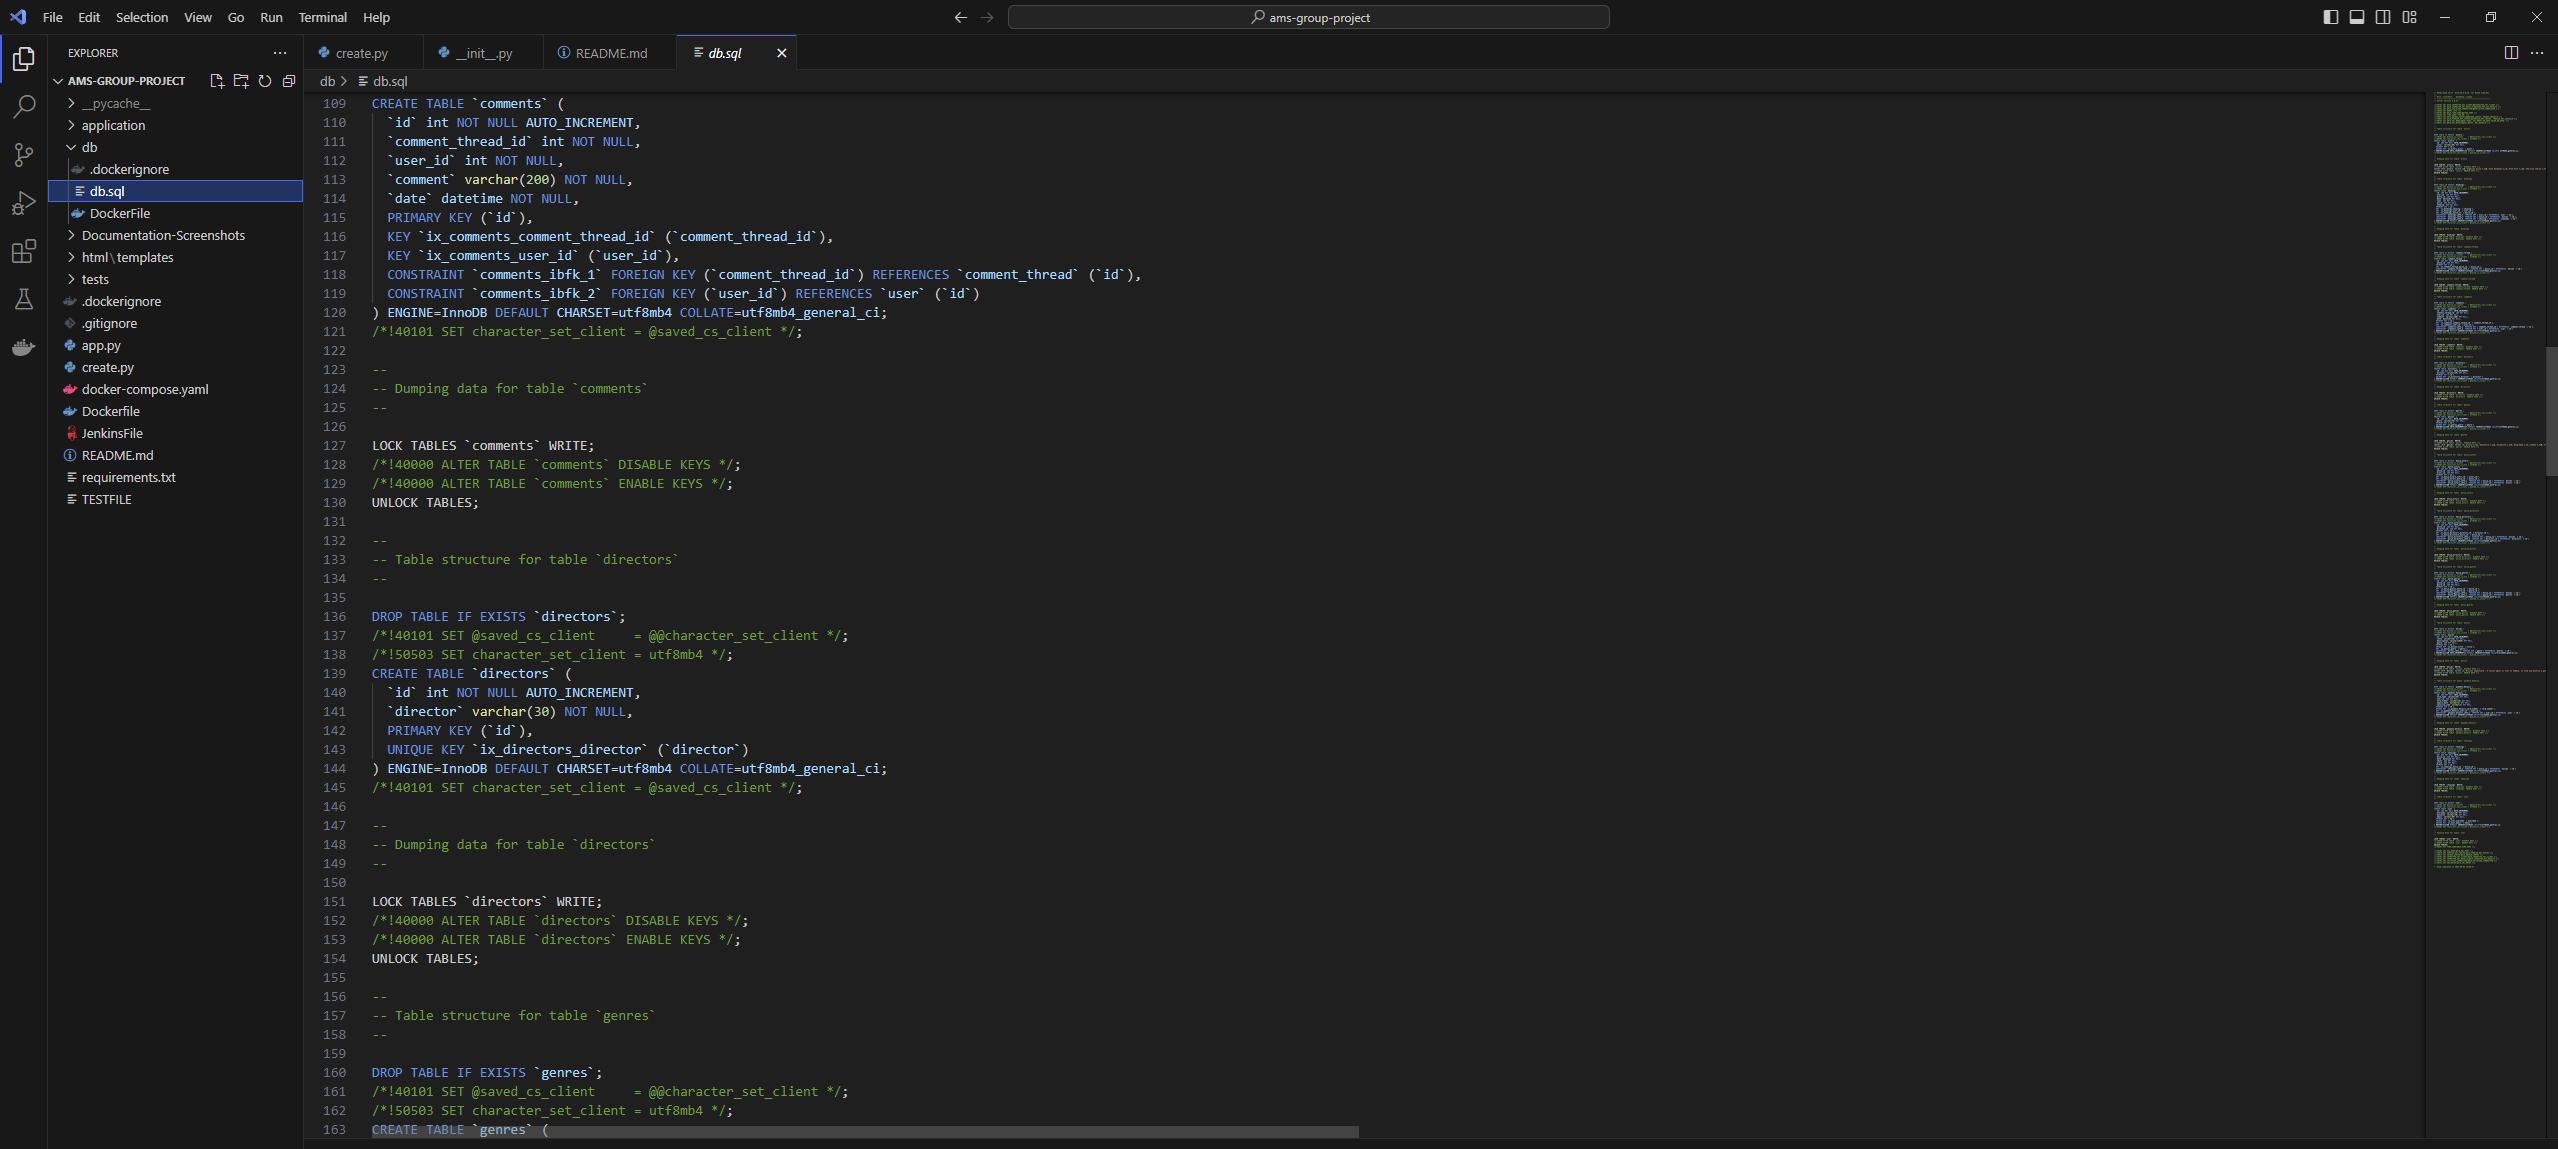 File Edit Selection View Go Run Terminal Help
ams-group-project
EXPLORER
AMS-GROUP-PROJECT
__pycache__
application
db
.dockerignore
db.sql
DockerFile
Documentation-Screenshots
html\templates
tests
.dockerignore
.gitignore
app.py
create.py
docker-compose.yaml
Dockerfile
JenkinsFile
README.md
requirements.txt
TESTFILE
create.py __init__.py README.md db.sql
db > db.sql
109 CREATE TABLE `comments` (
110 `id` int NOT NULL AUTO_INCREMENT,
111 `comment_thread_id` int NOT NULL,
112 `user_id` int NOT NULL,
113 `comment` varchar(200) NOT NULL,
114 `date` datetime NOT NULL,
115 PRIMARY KEY (`id`),
116 KEY `ix_comments_comment_thread_id` (`comment_thread_id`),
117 KEY `ix_comments_user_id` (`user_id`),
118 CONSTRAINT `comments_ibfk_1` FOREIGN KEY (`comment_thread_id`) REFERENCES `comment_thread` (`id`),
119 CONSTRAINT `comments_ibfk_2` FOREIGN KEY (`user_id`) REFERENCES `user` (`id`)
120 ) ENGINE=InnoDB DEFAULT CHARSET=utf8mb4 COLLATE=utf8mb4_general_ci;
121 /*!40101 SET character_set_client = @saved_cs_client */;
122
123 --
124 -- Dumping data for table `comments`
125 --
126
127 LOCK TABLES `comments` WRITE;
128 /*!40000 ALTER TABLE `comments` DISABLE KEYS */;
129 /*!40000 ALTER TABLE `comments` ENABLE KEYS */;
130 UNLOCK TABLES;
131
132 --
133 -- Table structure for table `directors`
134 --
135
136 DROP TABLE IF EXISTS `directors`;
137 /*!40101 SET @saved_cs_client     = @@character_set_client */;
138 /*!50503 SET character_set_client = utf8mb4 */;
139 CREATE TABLE `directors` (
140 `id` int NOT NULL AUTO_INCREMENT,
141 `director` varchar(30) NOT NULL,
142 PRIMARY KEY (`id`),
143 UNIQUE KEY `ix_directors_director` (`director`)
144 ) ENGINE=InnoDB DEFAULT CHARSET=utf8mb4 COLLATE=utf8mb4_general_ci;
145 /*!40101 SET character_set_client = @saved_cs_client */;
146
147 --
148 -- Dumping data for table `directors`
149 --
150
151 LOCK TABLES `directors` WRITE;
152 /*!40000 ALTER TABLE `directors` DISABLE KEYS */;
153 /*!40000 ALTER TABLE `directors` ENABLE KEYS */;
154 UNLOCK TABLES;
155
156 --
157 -- Table structure for table `genres`
158 --
159
160 DROP TABLE IF EXISTS `genres`;
161 /*!40101 SET @saved_cs_client     = @@character_set_client */;
162 /*!50503 SET character_set_client = utf8mb4 */;
163 CREATE TABLE `genres` (